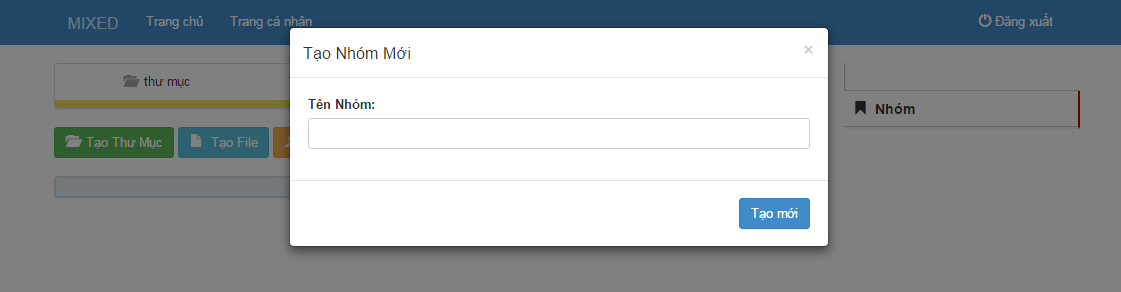 MIXED Trang chủ Trang cá nhân Đăng xuất
Tạo Nhóm Mới ×
thư mục
Tên Nhóm:
Nhóm
Tạo Thư Mục Tạo File
Tạo mới